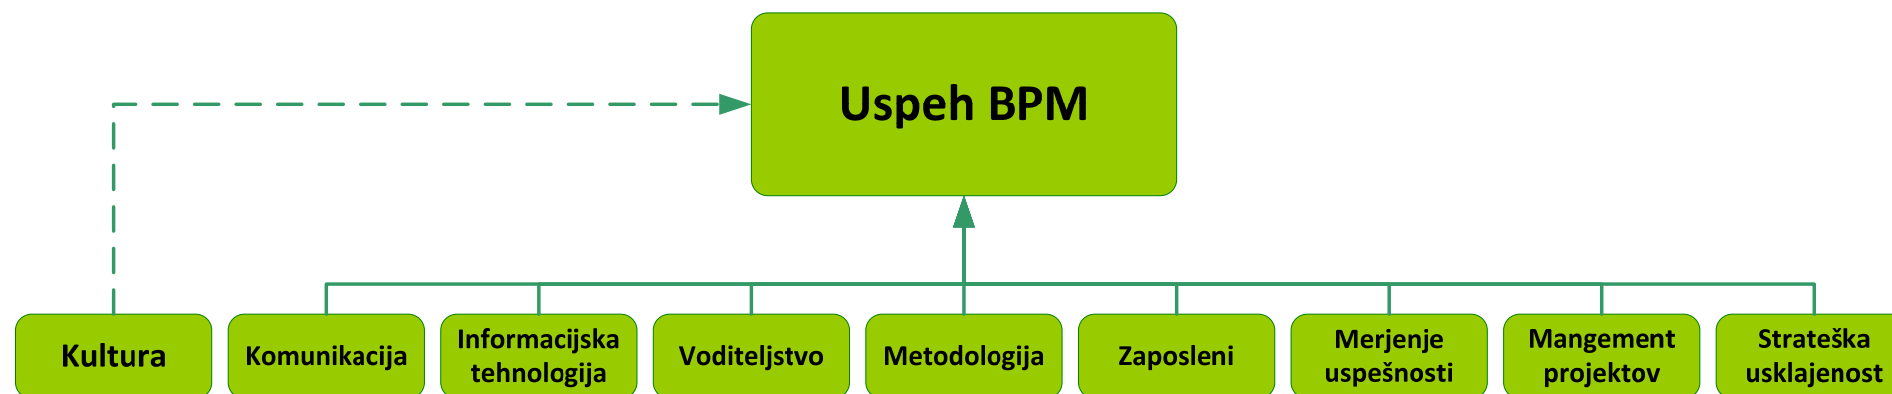 Uspeh BPM
Kultura
Komunikacija
Informacijska
tehnologija
Voditeljstvo
Metodologija
Zaposleni
Merjenje
uspešnosti
Mangement
projektov
Strateška
usklajenost